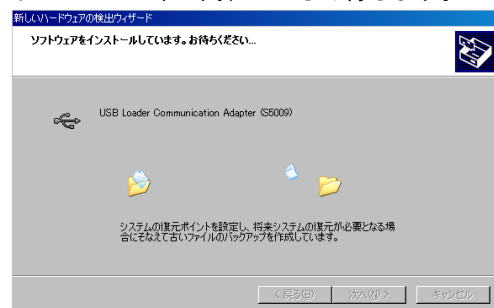 新しいハードウェアの検出ウィザード
ソフトウェアをインストールしています。お待ちください...
USB Loader Communication Adapter (S5009)
システムの復元ポイントを設定し、将来システムの復元が必要となる場
合にそなえて古いファイルのバックアップを作成しています。
< 戻る(B)
次へ(N) >
キャンセル